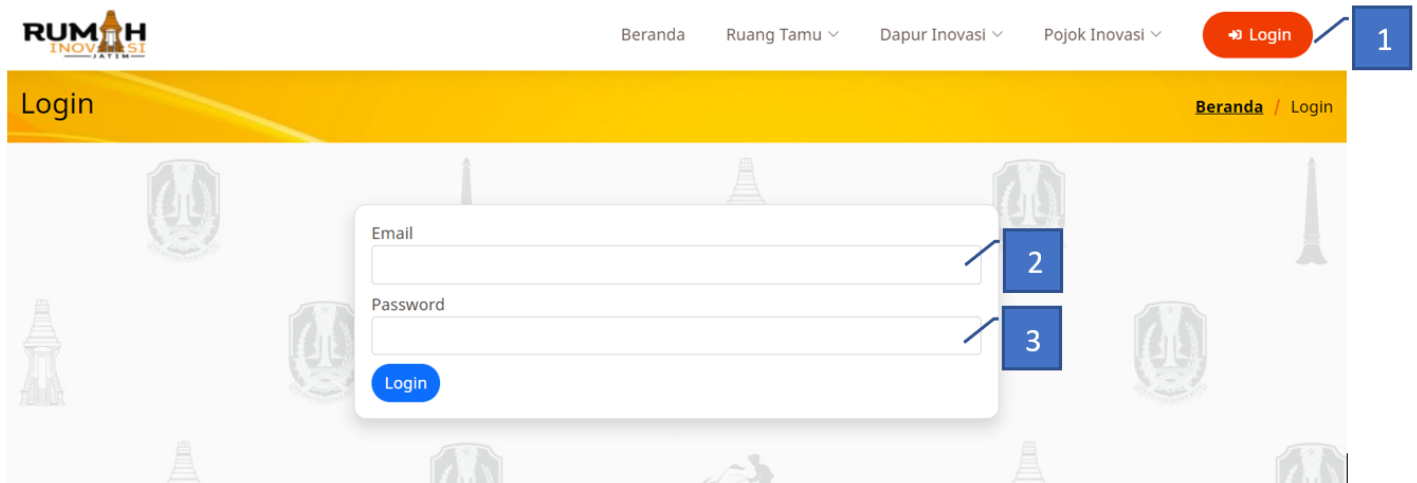 RUMAH
INOVASI
JATIM
Beranda Ruang Tamu Dapur Inovasi Pojok Inovasi Login 1
Login
Beranda / Login
Email
2
Password
3
Login